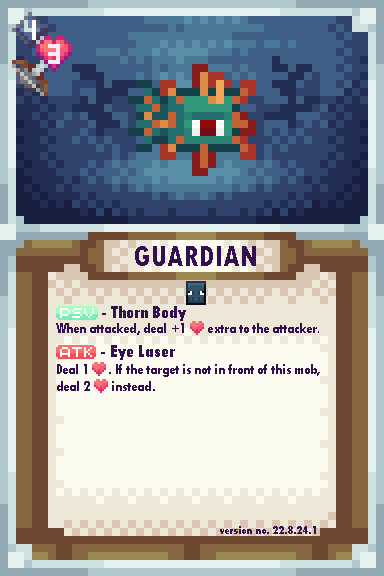 4
3
GUARDIAN
PSV - Thorn Body
When attacked, deal +1 extra to the attacker.
ATK - Eye Laser
Deal 1 . If the target is not in front of this mob,
deal 2 instead.
version no. 22.8.24.1